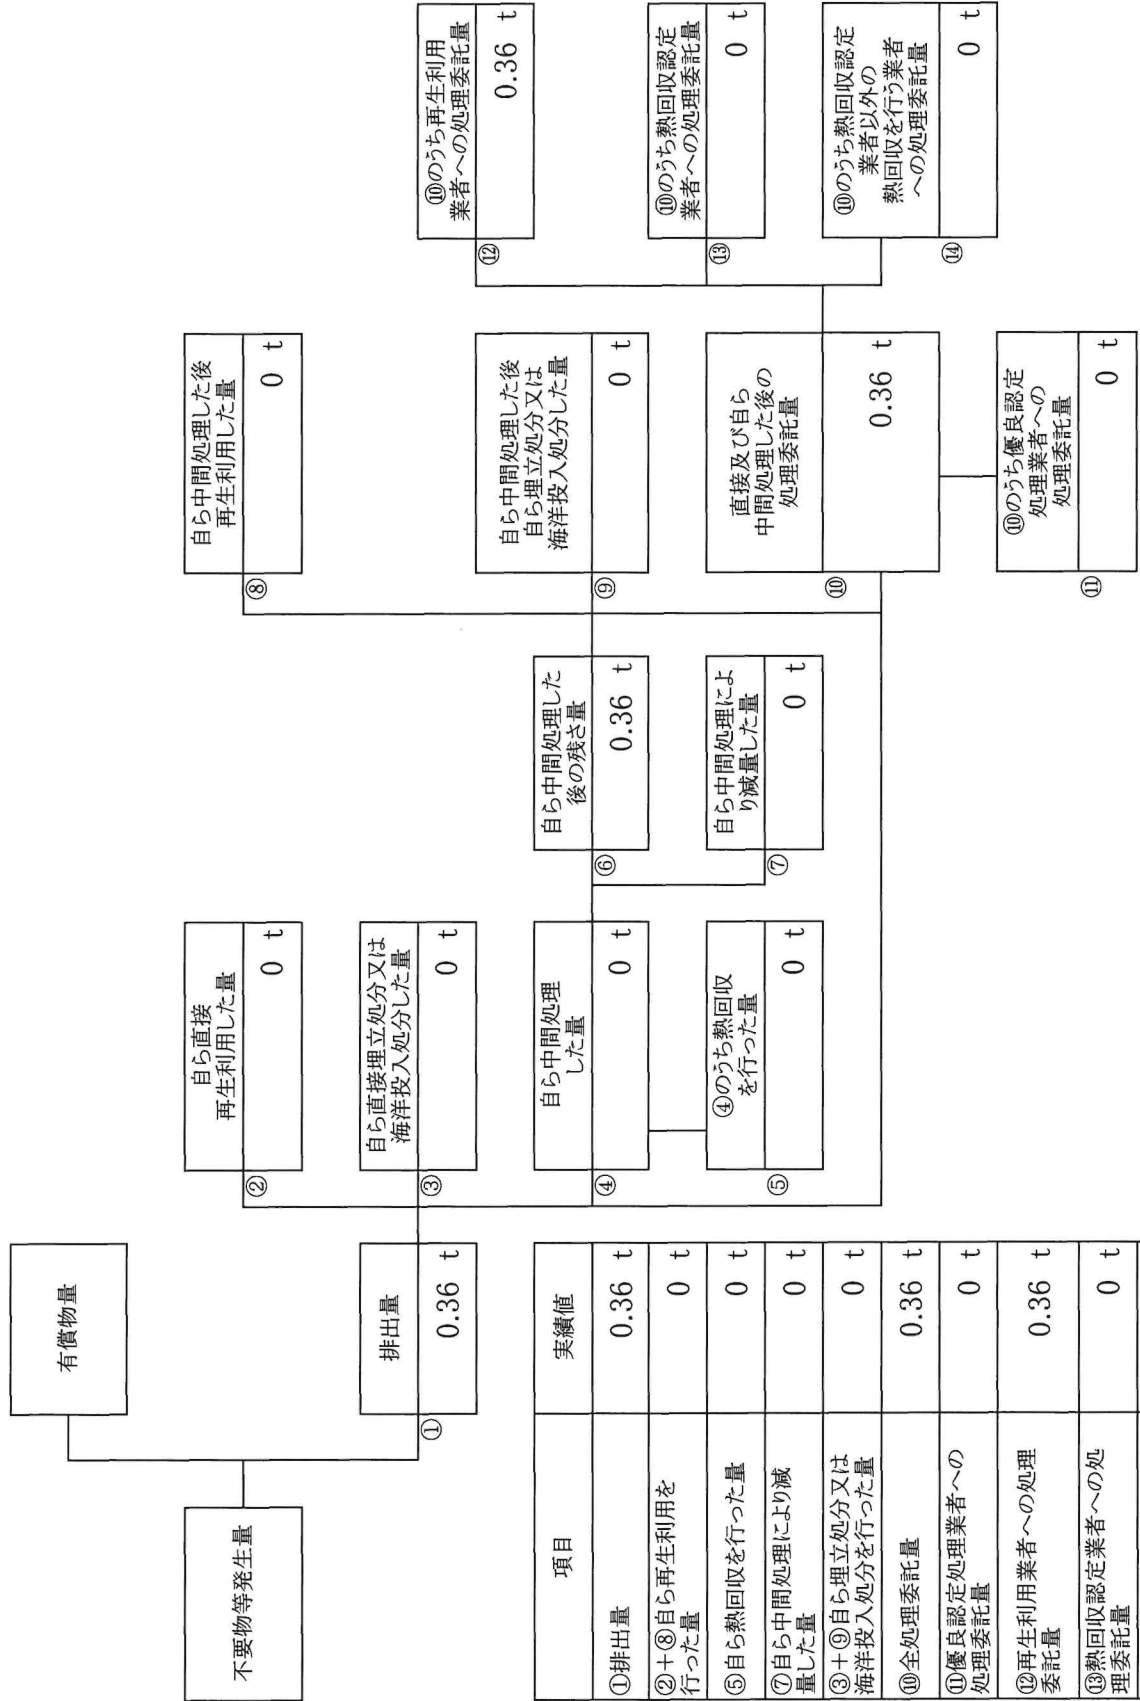 不要物等発生量
有償物量
①
排出量
0.36 t
②
自ら直接
再生利用した量
0 t
③
自ら直接埋立処分又は
海洋投入処分した量
0 t
④
自ら中間処理
した量
0 t
⑤
④のうち熱回収
を行った量
0 t
⑥
自ら中間処理した
後の残さ量
0.36 t
⑦
自ら中間処理によ
り減量した量
0 t
⑧
自ら中間処理した後
再生利用した量
0 t
⑨
自ら中間処理した後
自ら埋立処分又は
海洋投入処分した量
0 t
⑩
直接及び自ら
中間処理した後の
処理委託量
0.36 t
⑪
⑩のうち優良認定
処理業者への
処理委託量
0 t
⑫
⑩のうち再生利用
業者への処理委託量
0.36 t
⑬
⑩のうち熱回収認定
業者への処理委託量
0 t
⑭
⑩のうち熱回収認定
業者以外の
熱回収を行う業者
への処理委託量
0 t
項目 実績値
①排出量 0.36 t
②+⑧自ら再生利用を
行った量 0 t
⑤自ら熱回収を行った量 0 t
⑦自ら中間処理により減
量した量 0 t
③+⑨自ら埋立処分又は
海洋投入処分を行った量 0 t
⑩全処理委託量 0.36 t
⑪優良認定処理業者への
処理委託量 0 t
⑫再生利用業者への処理
委託量 0.36 t
⑬熱回収認定業者への処
理委託量 0 t